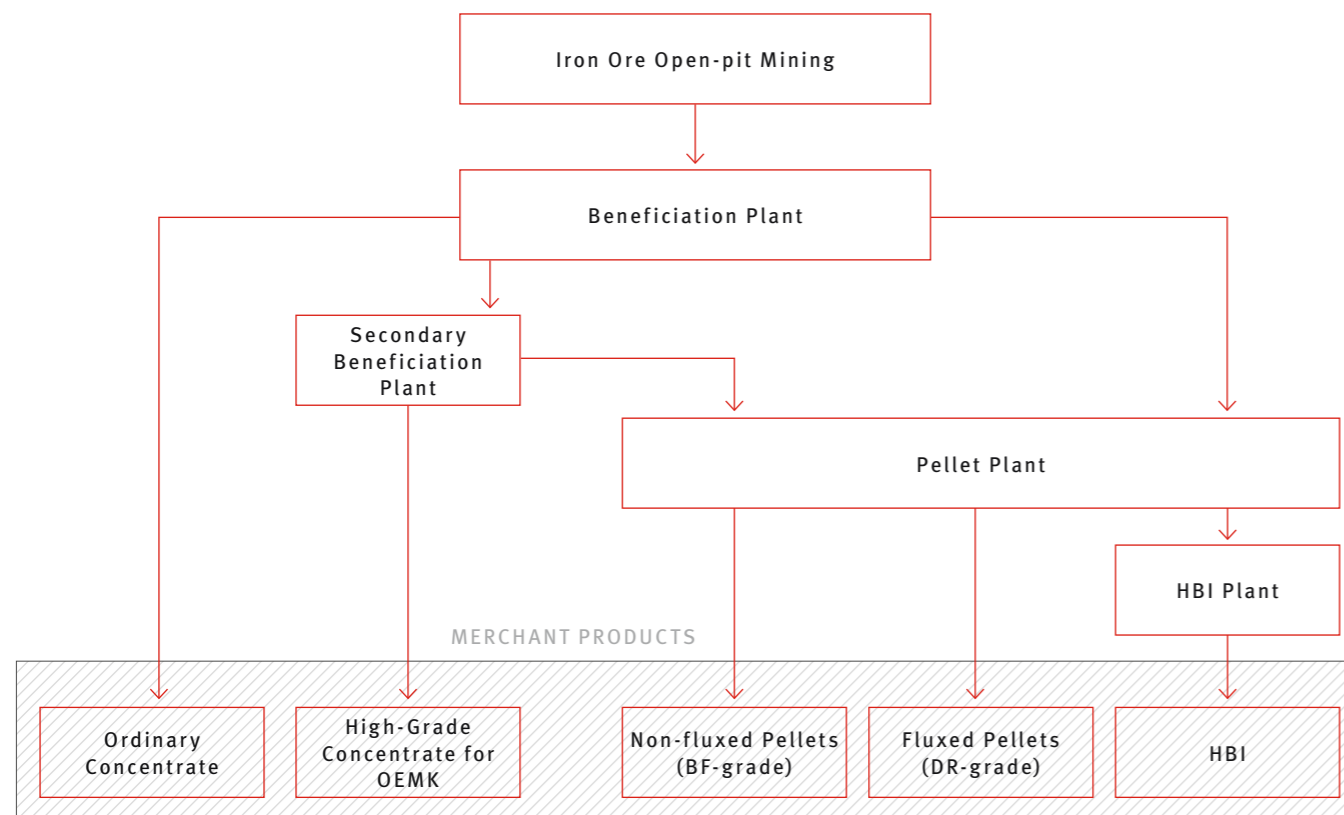 Iron Ore Open-pit Mining
Beneficiation Plant
Secondary
Beneficiation
Plant
Pellet Plant
HBI Plant
MERCHANT PRODUCTS
Ordinary
Concentrate
High-Grade
Concentrate for
OEMK
Non-fluxed Pellets
(BF-grade)
Fluxed Pellets
(DR-grade)
HBI